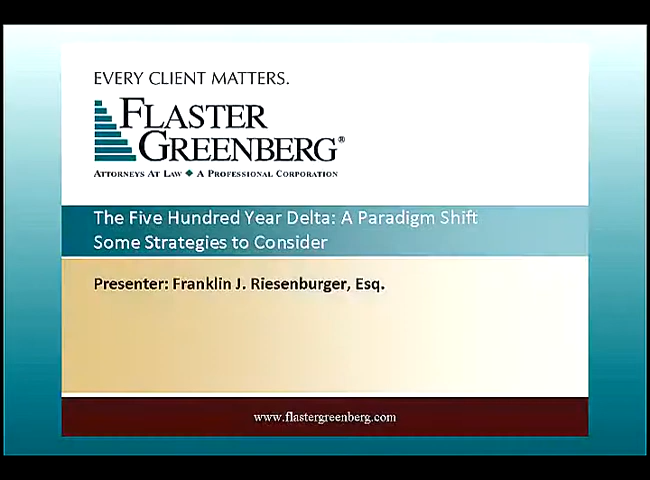 EVERY CLIENT MATTERS.
FLASTER
GREENBERG®
ATTORNEYS AT LAW ◆ A PROFESSIONAL CORPORATION
The Five Hundred Year Delta: A Paradigm Shift
Some Strategies to Consider
Presenter: Franklin J. Riesenburger, Esq.
www.flastergreenberg.com